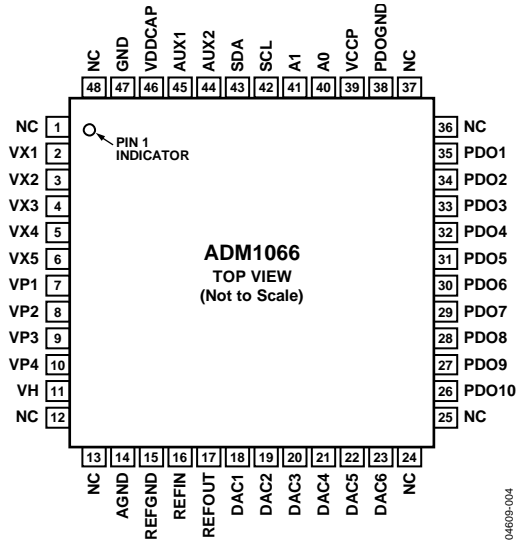 NC
GND
VDDCAP
AUX1
AUX2
SDA
SCL
A1
A0
VCCP
PDOGND
NC
48
47
46
45
44
43
42
41
40
39
38
37
NC 1
VX1 2
VX2 3
VX3 4
VX4 5
VX5 6
VP1 7
VP2 8
VP3 9
VP4 10
VH 11
NC 12
PIN 1
INDICATOR
ADM1066
TOP VIEW
(Not to Scale)
36 NC
35 PDO1
34 PDO2
33 PDO3
32 PDO4
31 PDO5
30 PDO6
29 PDO7
28 PDO8
27 PDO9
26 PDO10
25 NC
13
14
15
16
17
18
19
20
21
22
23
24
NC
AGND
REFGND
REFIN
REFOUT
DAC1
DAC2
DAC3
DAC4
DAC5
DAC6
NC
04609-004